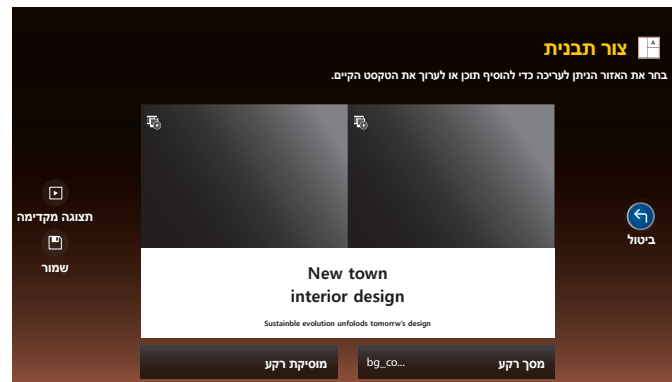 צור תבנית
בחר את האזור הניתן לעריכה כדי להוסיף תוכן או לערוך את הטקסט הקיים.
ביטול
תצוגה מקדימה
שמור
New town
interior design
Sustainble evolution unfolods tomorrw's design
מסך רקע bg_co...
מוסיקת רקע